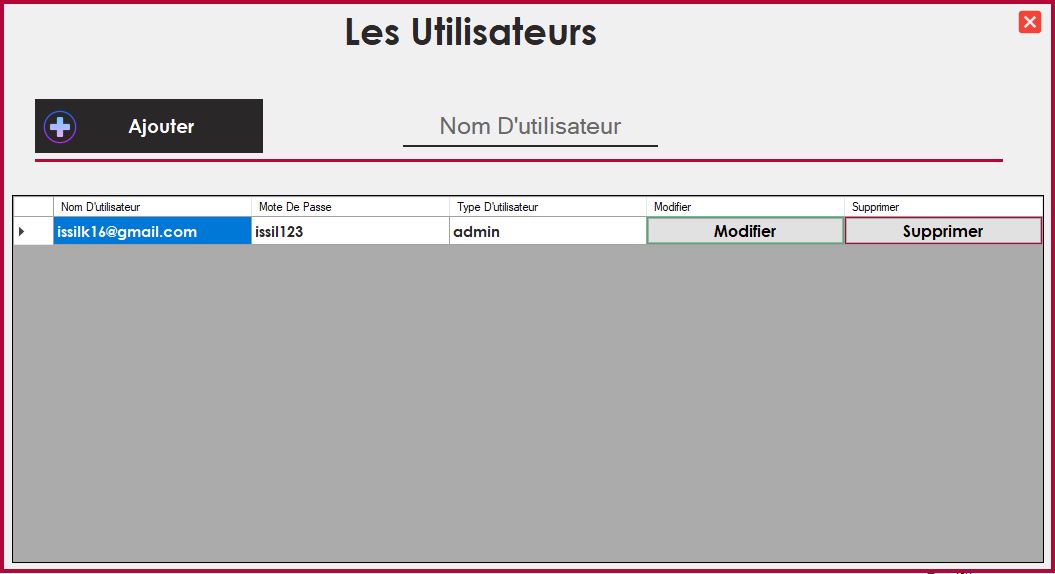 Les Utilisateurs
Ajouter
Nom D'utilisateur
Nom D'utilisateur Mote De Passe Type D'utilisateur Modifier Supprimer
issilk16@gmail.com issil123 admin Modifier Supprimer